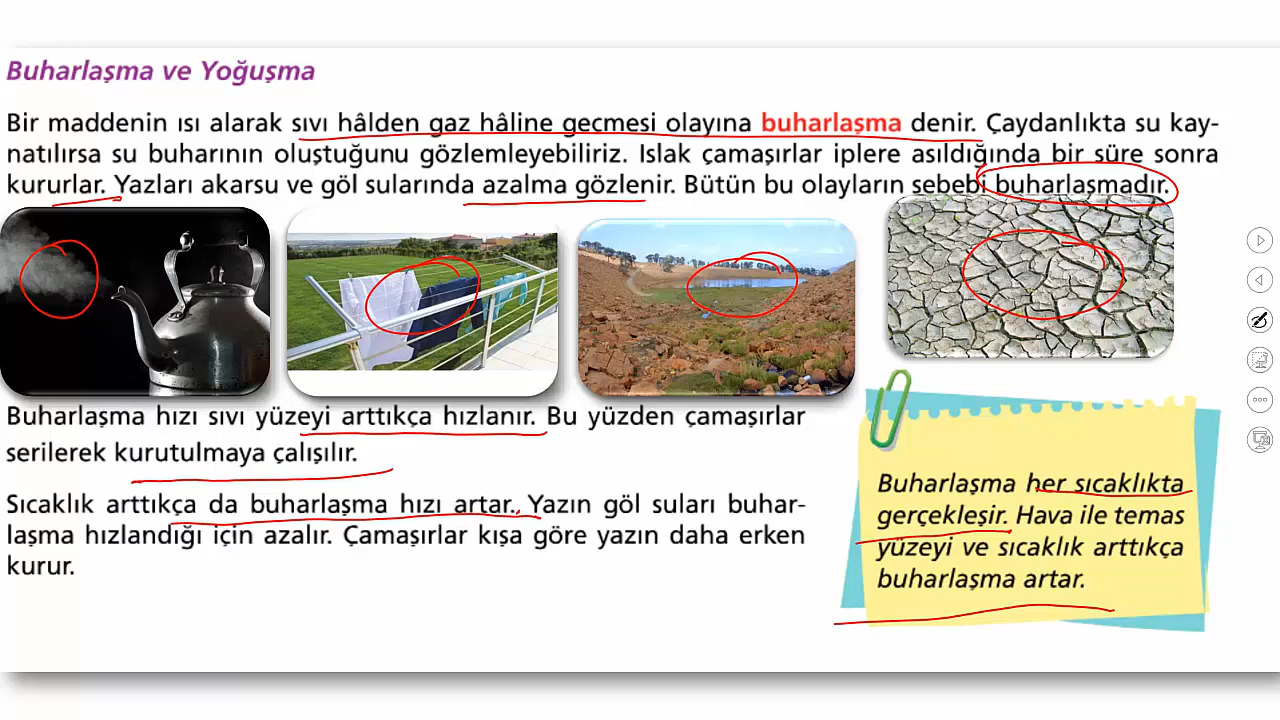 Buharlaşma ve Yoğuşma
Bir maddenin ısı alarak sıvı hâlden gaz hâline geçmesi olayına buharlaşma denir. Çaydanlıkta su kay-
natılırsa su buharının oluştuğunu gözlemleyebiliriz. Islak çamaşırlar iplere asıldığında bir süre sonra
kururlar. Yazları akarsu ve göl sularında azalma gözlenir. Bütün bu olayların sebebi buharlaşmadır.
Buharlaşma hızı sıvı yüzeyi arttıkça hızlanır. Bu yüzden çamaşırlar
serilerek kurutulmaya çalışılır.
Sıcaklık arttıkça da buharlaşma hızı artar. Yazın göl suları buhar-
laşma hızlandığı için azalır. Çamaşırlar kışa göre yazın daha erken
kurur.
Buharlaşma her sıcaklıkta
gerçekleşir. Hava ile temas
yüzeyi ve sıcaklık arttıkça
buharlaşma artar.